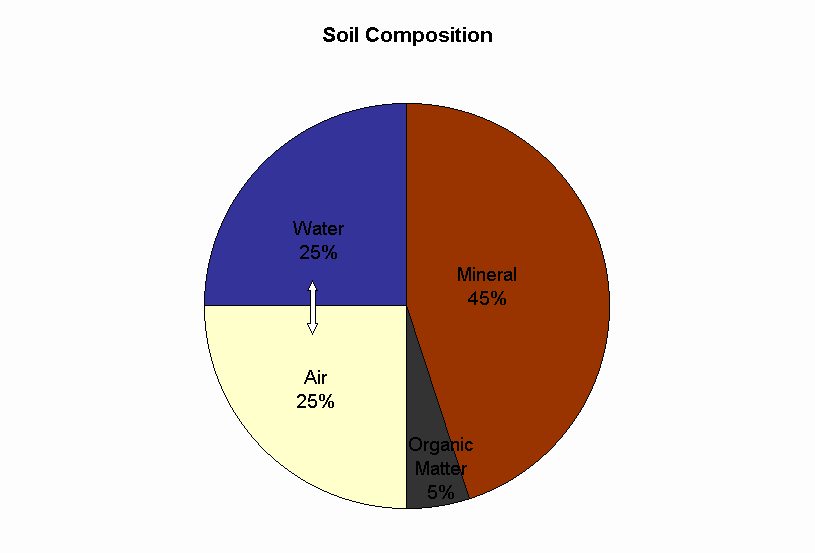 Soil Composition
Water
25%
Mineral
45%
Air
25%
Organic
Matter
5%